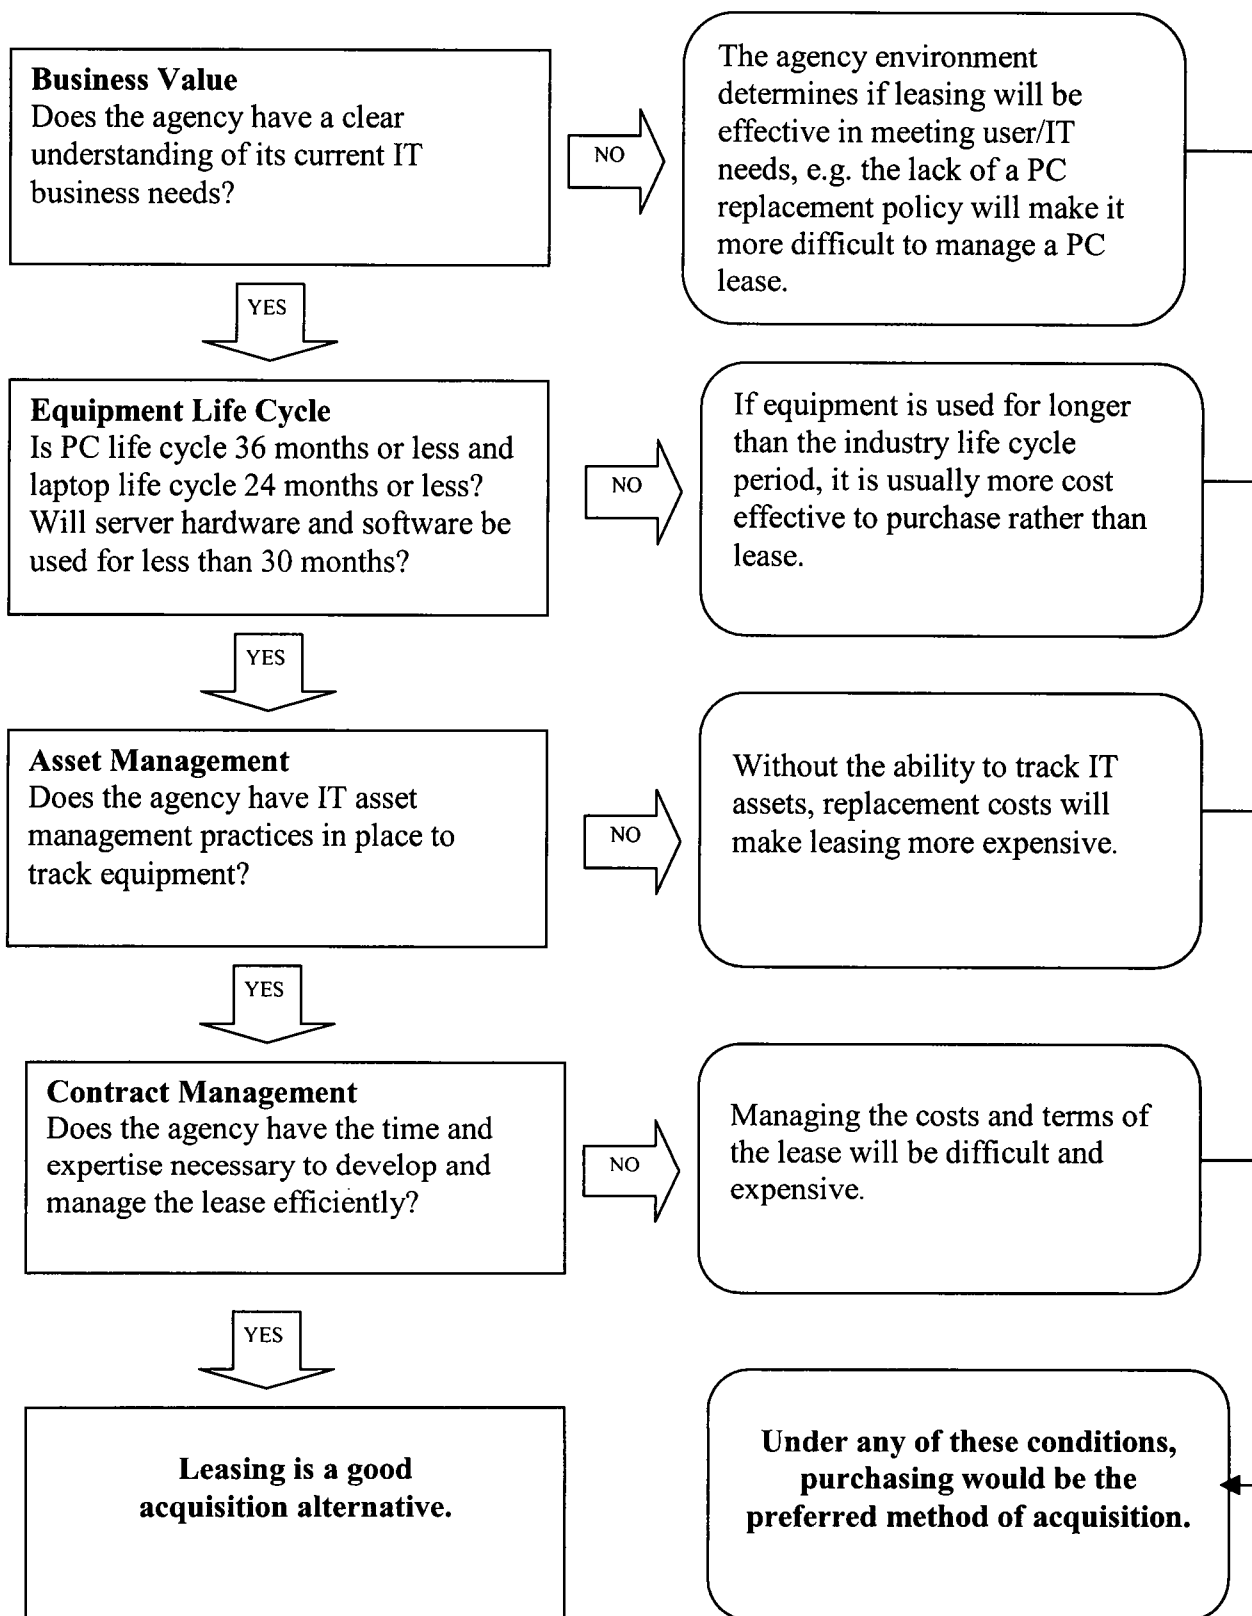 Business Value
Does the agency have a clear
understanding of its current IT
business needs?
NO
The agency environment
determines if leasing will be
effective in meeting user/IT
needs, e.g. the lack of a PC
replacement policy will make it
more difficult to manage a PC
lease.
YES
Equipment Life Cycle
Is PC life cycle 36 months or less and
laptop life cycle 24 months or less?
Will server hardware and software be
used for less than 30 months?
NO
If equipment is used for longer
than the industry life cycle
period, it is usually more cost
effective to purchase rather than
lease.
YES
Asset Management
Does the agency have IT asset
management practices in place to
track equipment?
NO
Without the ability to track IT
assets, replacement costs will
make leasing more expensive.
YES
Contract Management
Does the agency have the time and
expertise necessary to develop and
manage the lease efficiently?
NO
Managing the costs and terms of
the lease will be difficult and
expensive.
YES
Leasing is a good
acquisition alternative.
Under any of these conditions,
purchasing would be the
preferred method of acquisition.